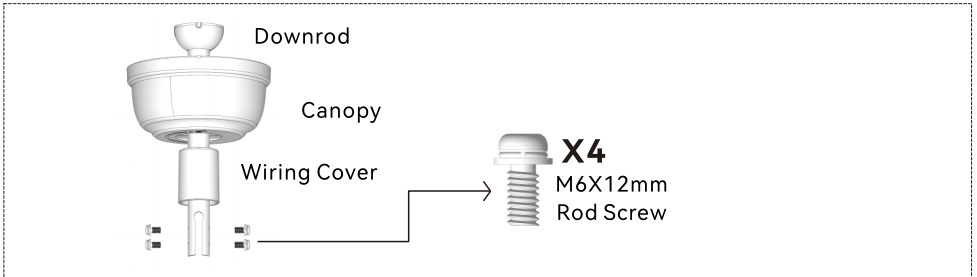 Downrod
Canopy
Wiring Cover
X4
M6X12mm
Rod Screw